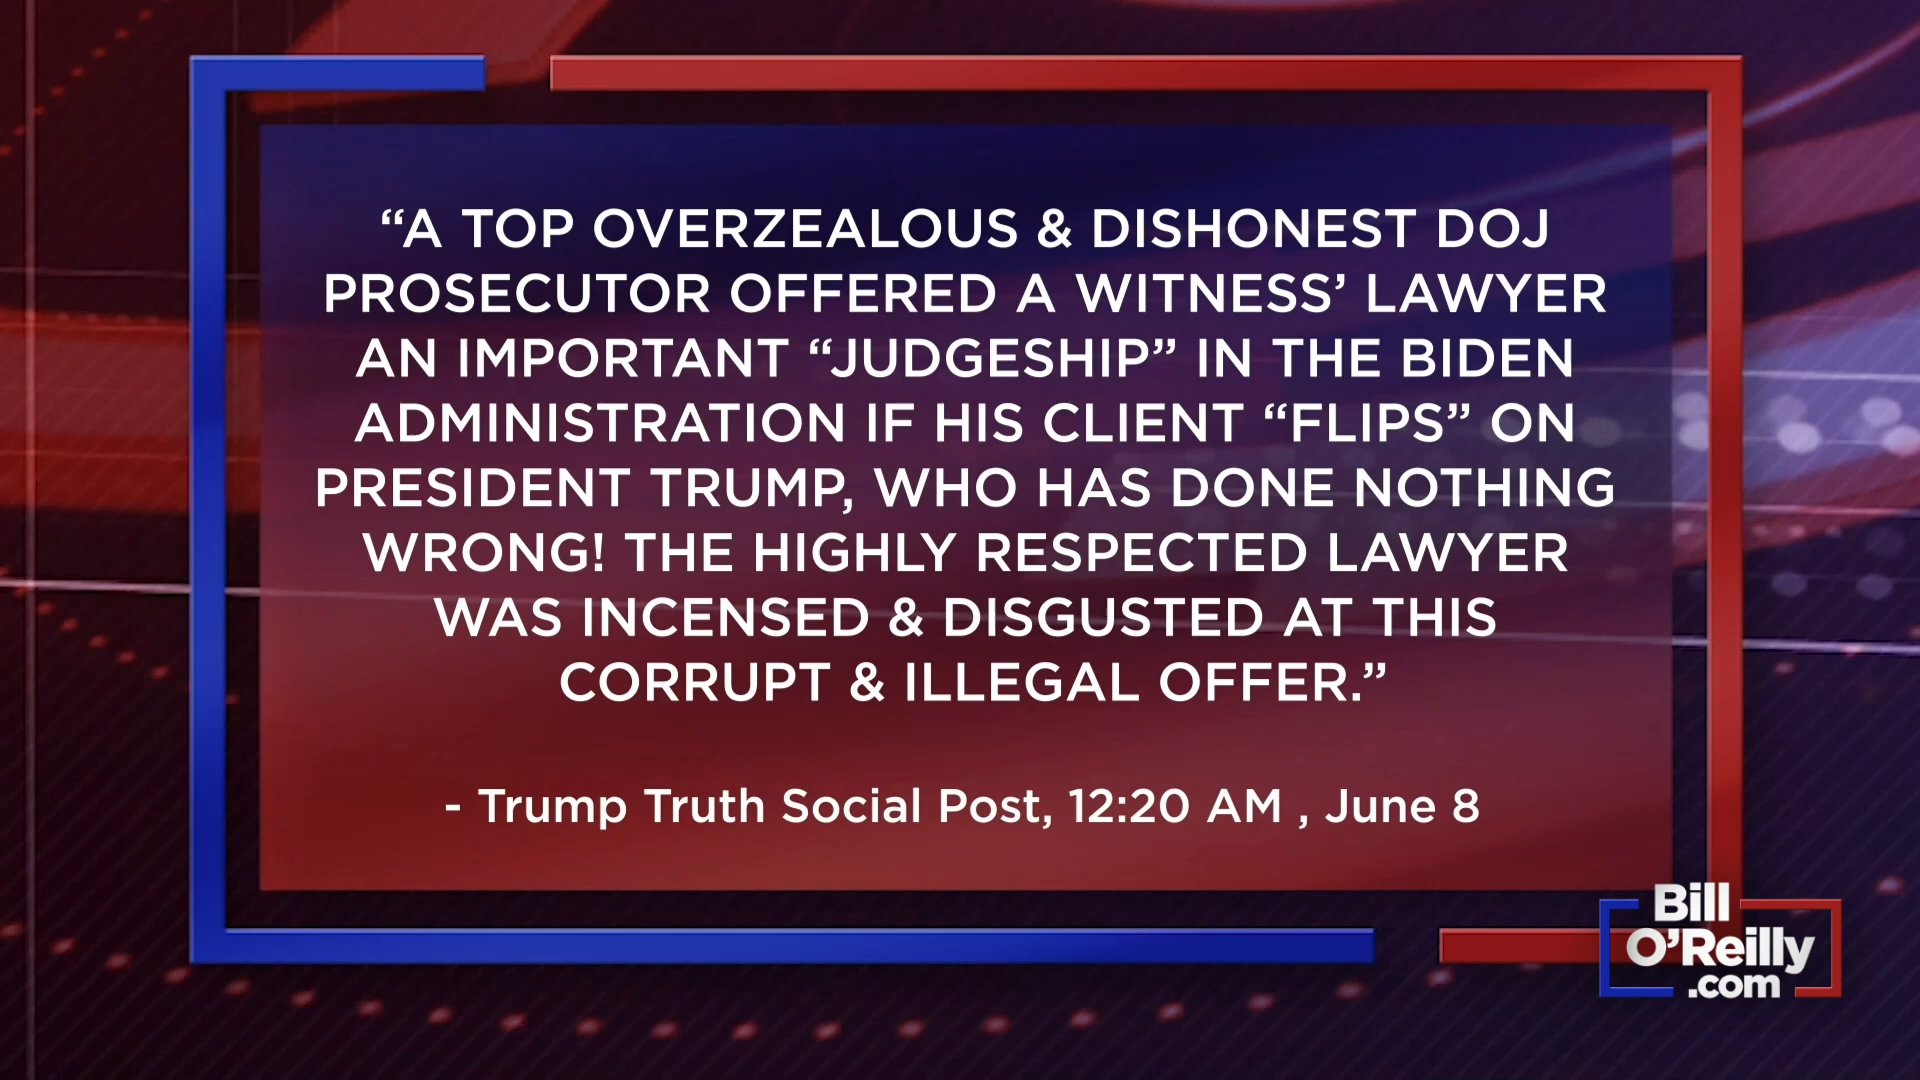 “A TOP OVERZEALOUS & DISHONEST DOJ
PROSECUTOR OFFERED A WITNESS’ LAWYER
AN IMPORTANT “JUDGESHIP” IN THE BIDEN
ADMINISTRATION IF HIS CLIENT “FLIPS” ON
PRESIDENT TRUMP, WHO HAS DONE NOTHING
WRONG! THE HIGHLY RESPECTED LAWYER
WAS INCENSED & DISGUSTED AT THIS
CORRUPT & ILLEGAL OFFER.”
- Trump Truth Social Post, 12:20 AM , June 8
Bill
O’Reilly
.com